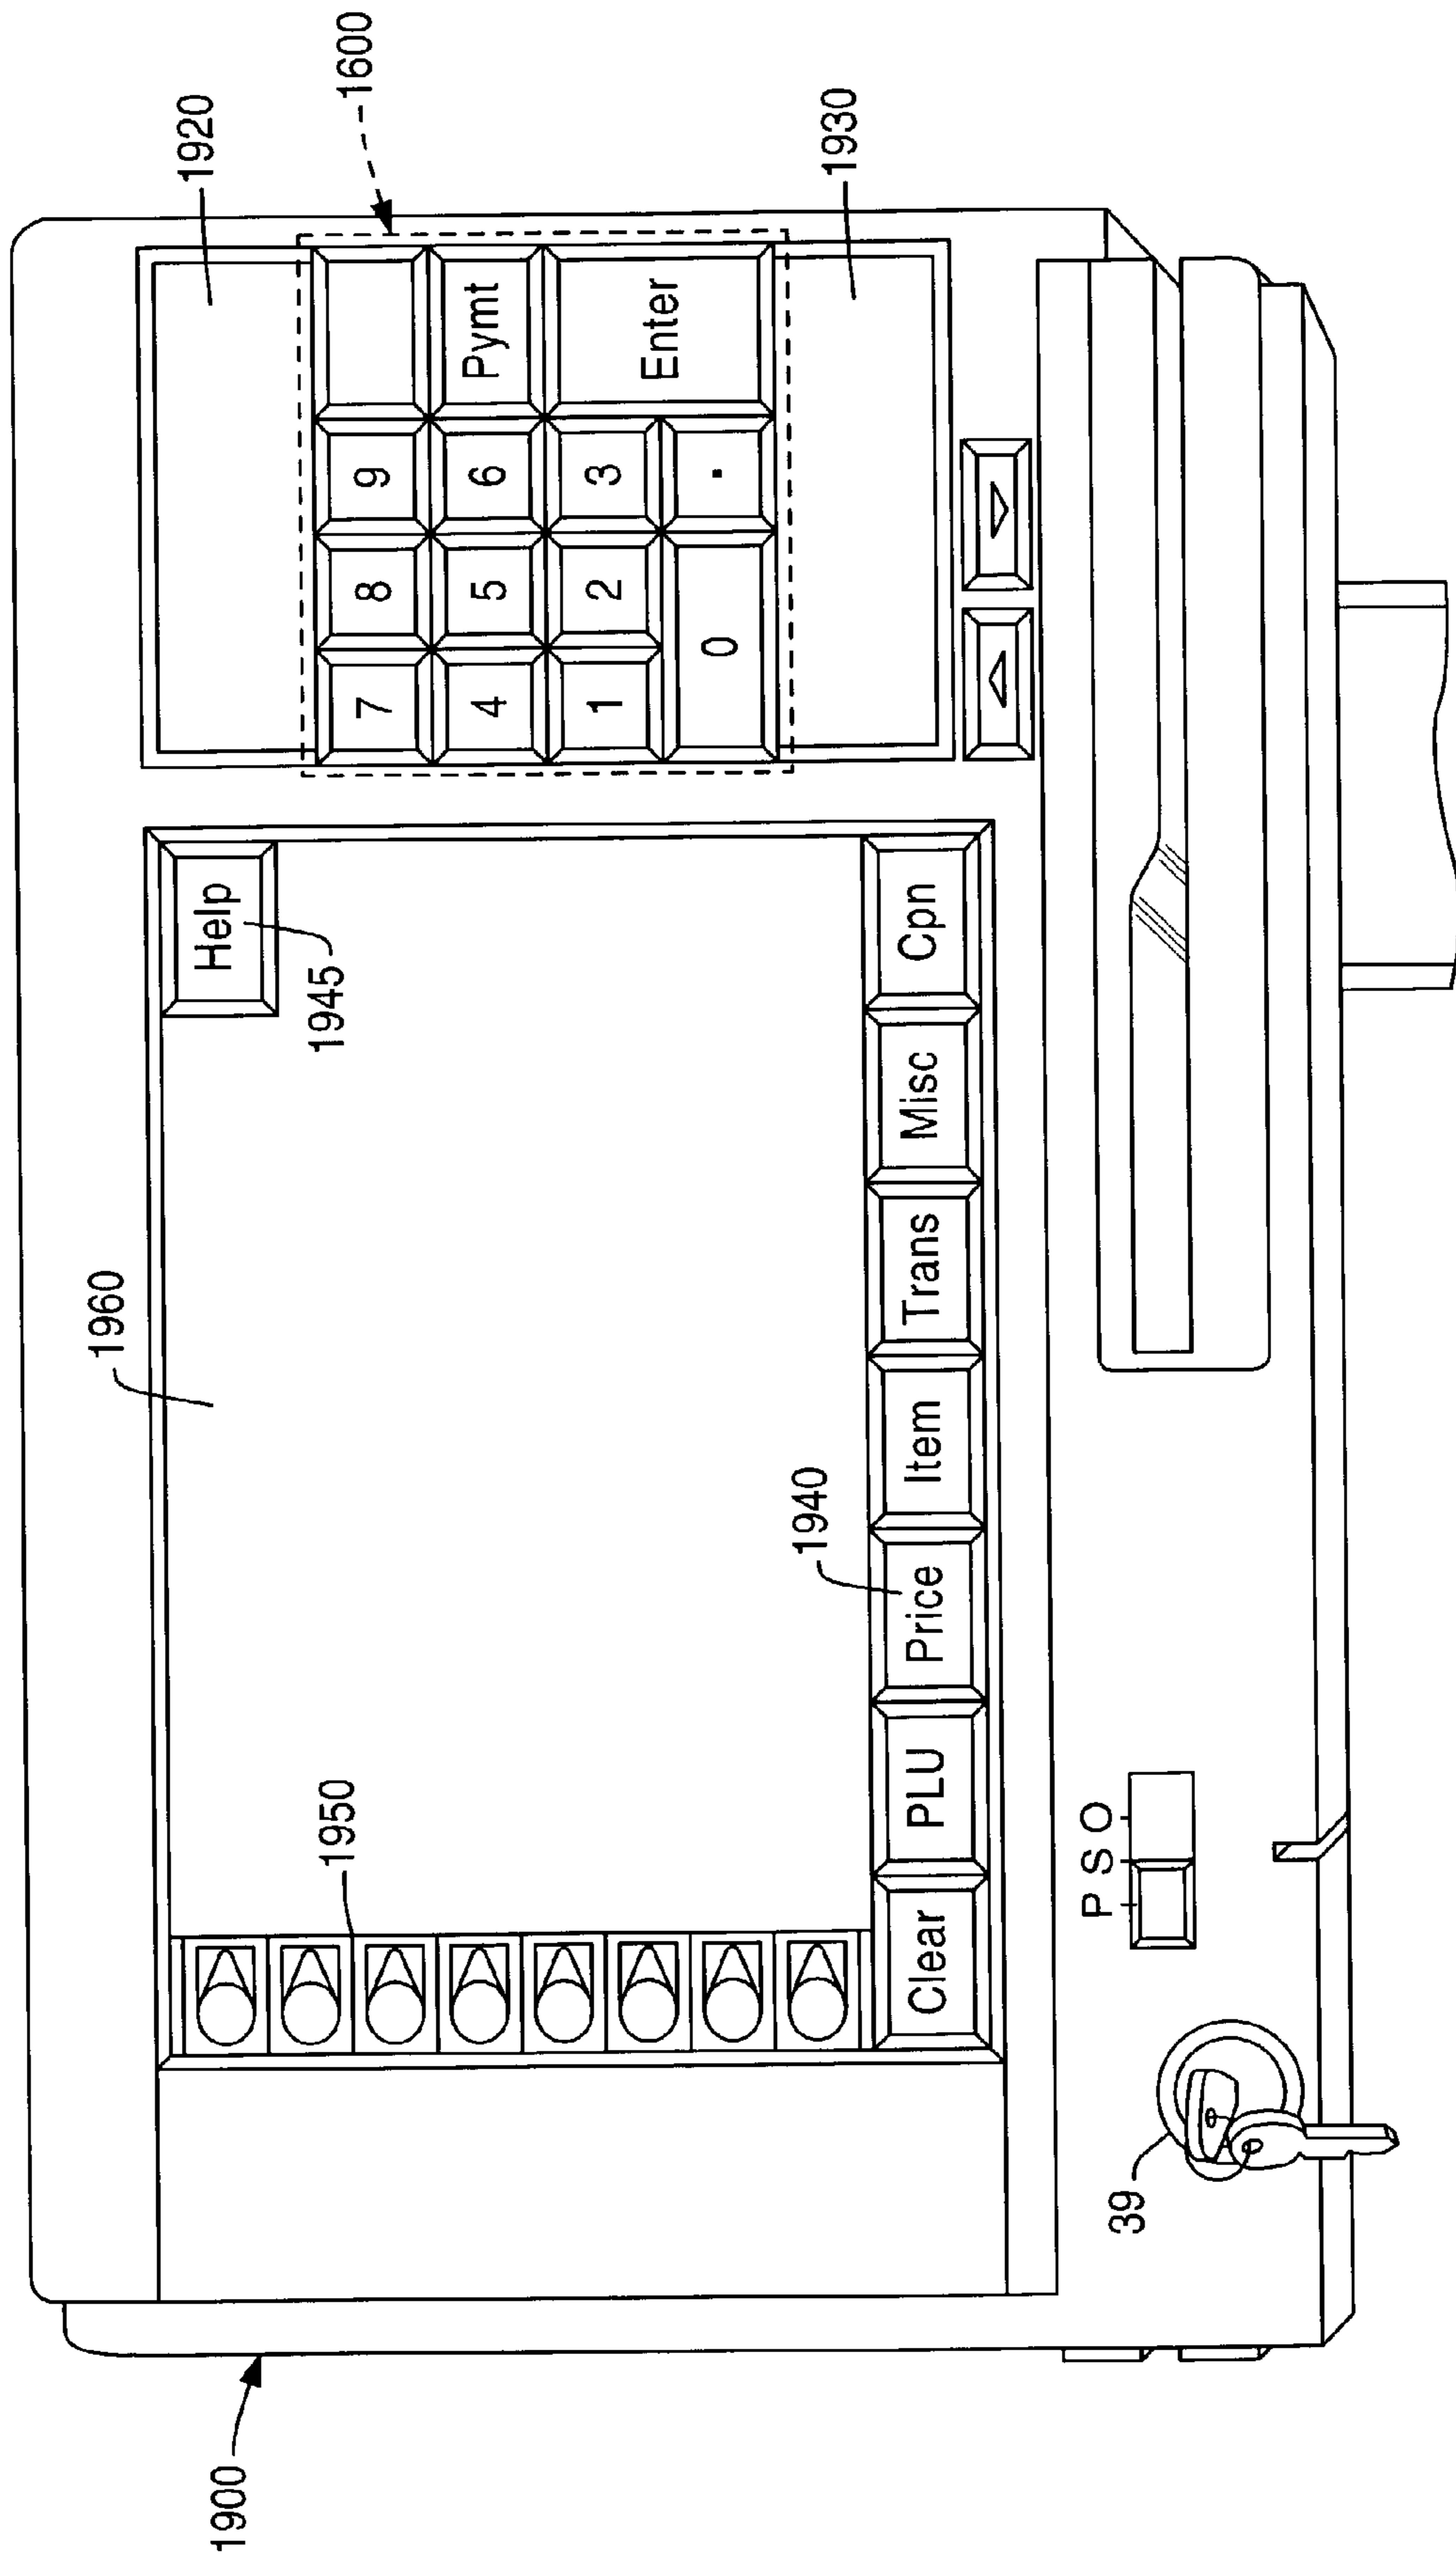 1920
1600
1960
Help
1945
7 8 9
4 5 6 Pymt
1 2 3 Enter
0 .
1950
1930
1940
Clear PLU Price Item Trans Misc Cpn
P S O
39
1900